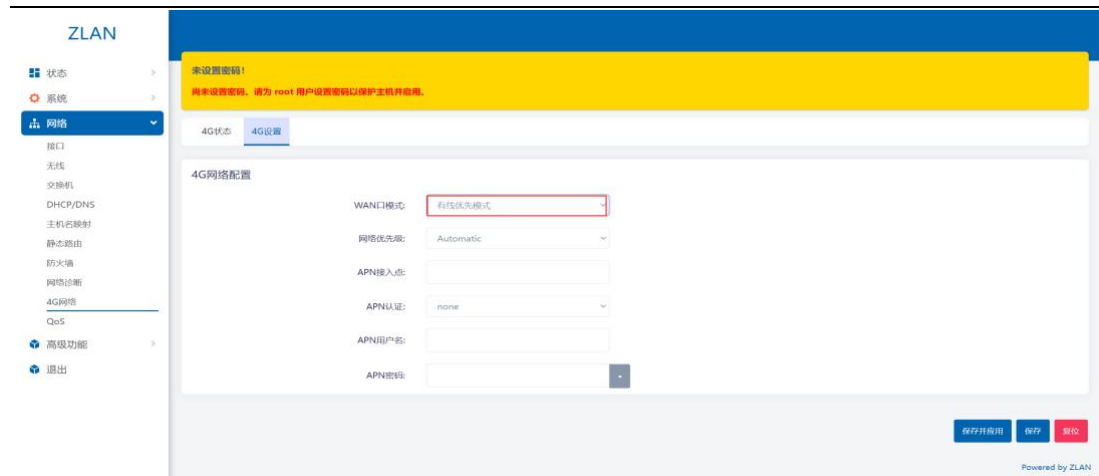 ZLAN
未设置密码！
尚未设置密码。请为 root 用户设置密码以保护主机并启用。
状态
系统
网络
接口
无线
交换机
DHCP/DNS
主机名映射
静态路由
防火墙
网络诊断
4G网络
QoS
高级功能
退出
4G状态 4G设置
4G网络配置
WAN口模式: 有线优先模式
网络优先级: Automatic
APN接入点:
APN认证: none
APN用户名:
APN密码:
保存并应用 保存 复位
Powered by ZLAN